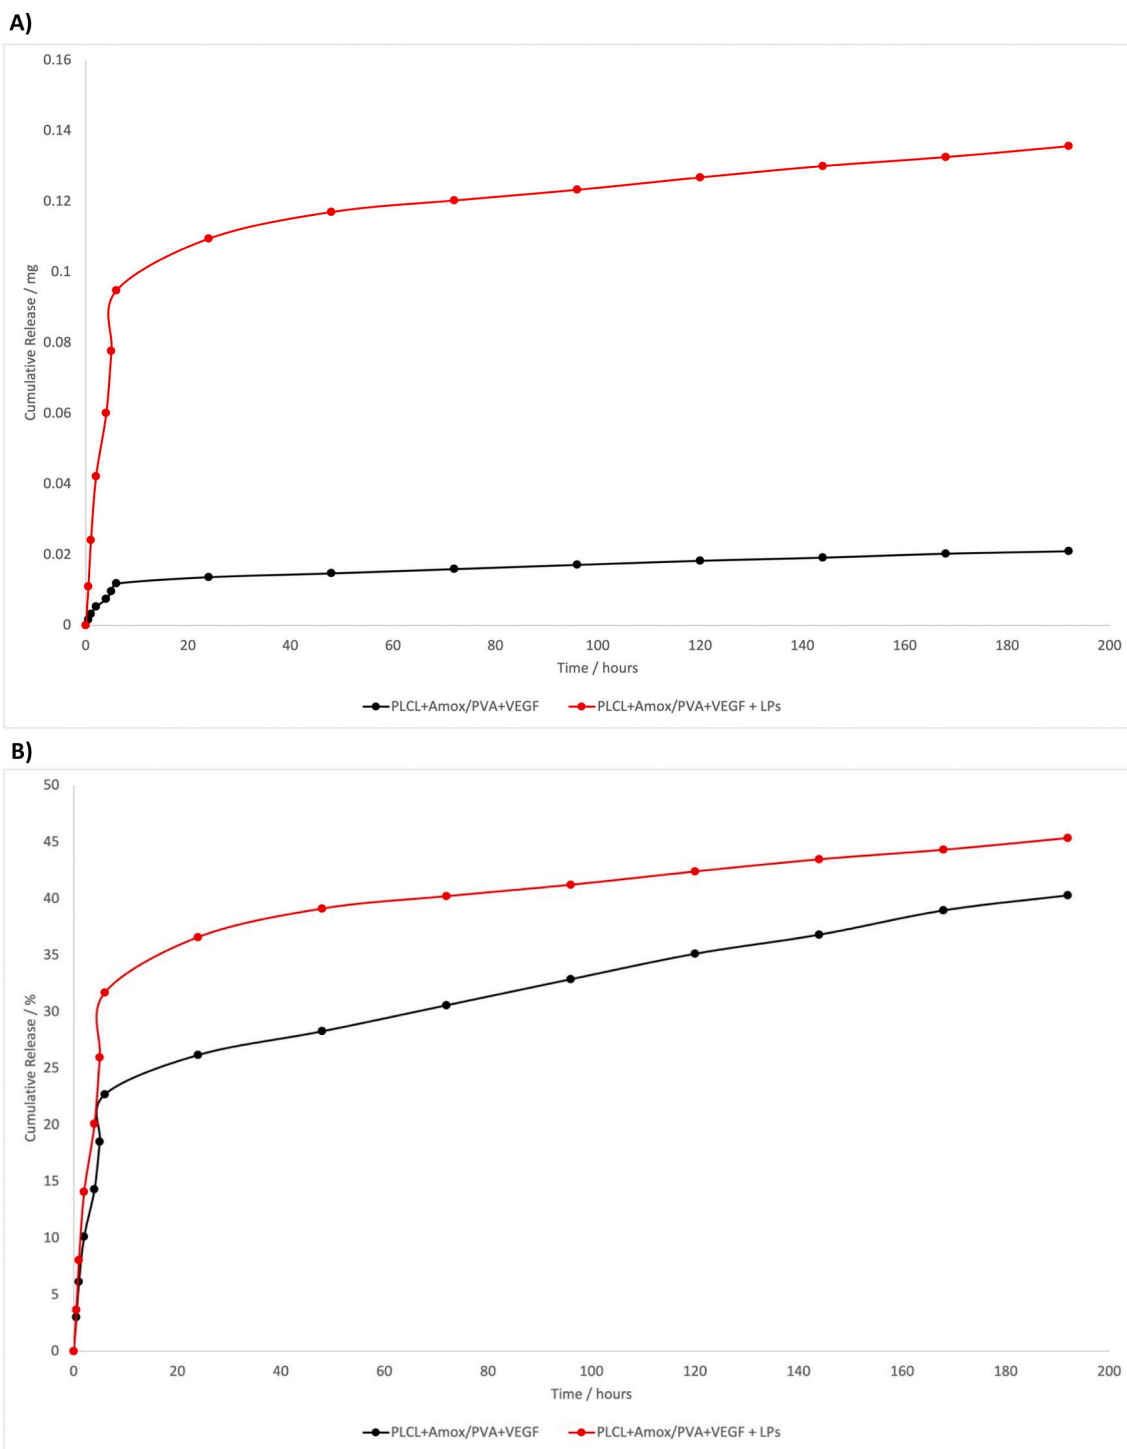 A)
0.16
0.14
0.12
0.1
0.08
0.06
0.04
0.02
0
Cumulative Release / mg
0 20 40 60 80 100 120 140 160 180 200
Time / hours
PLCL+Amox/PVA+VEGF PLCL+Amox/PVA+VEGF + LPs
B)
50
45
40
35
30
25
20
15
10
5
0
Cumulative Release / %
0 20 40 60 80 100 120 140 160 180 200
Time / hours
PLCL+Amox/PVA+VEGF PLCL+Amox/PVA+VEGF + LPs